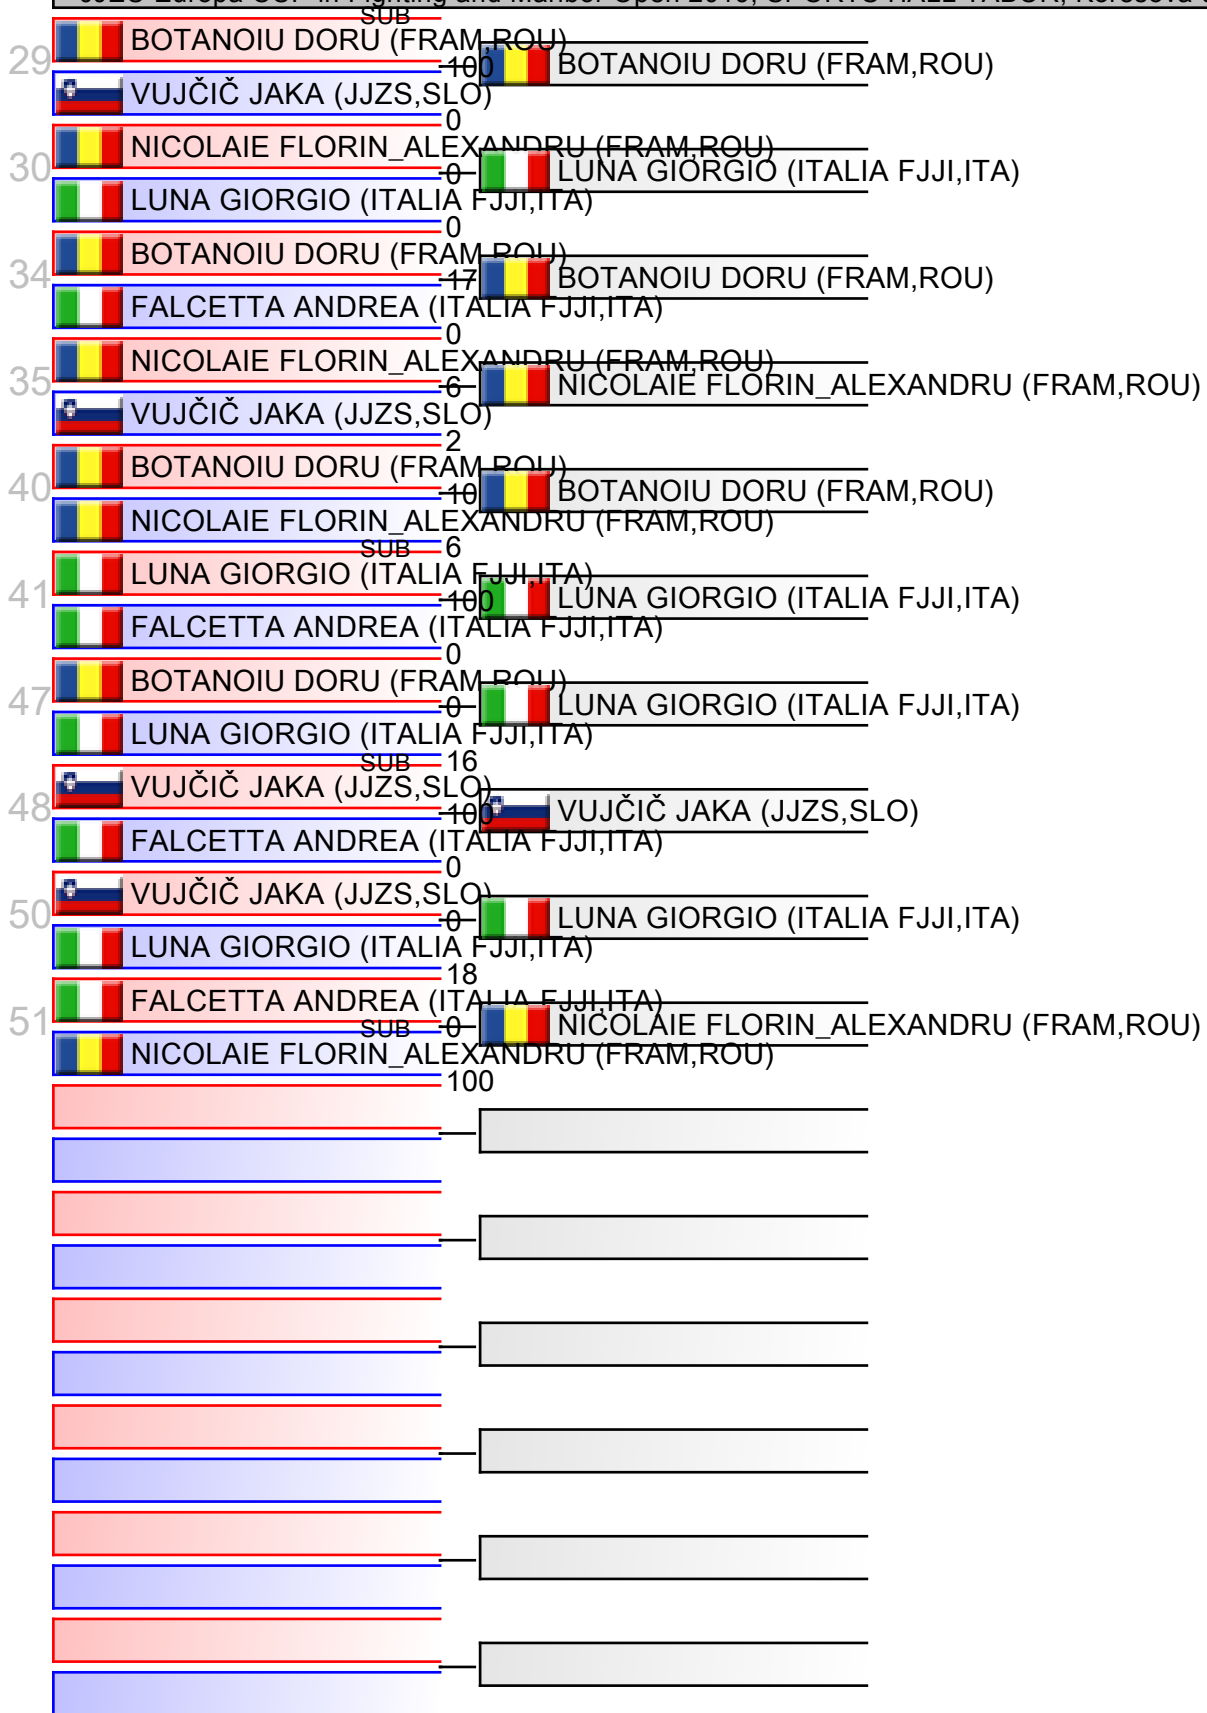 SUB
29
BOTANOIU DORU (FRAM,ROU)
100
BOTANOIU DORU (FRAM,ROU)
VUJČIČ JAKA (JJZS,SLO)
0
30
NICOLAIE FLORIN_ALEXANDRU (FRAM,ROU)
0
LUNA GIORGIO (ITALIA FJJI,ITA)
LUNA GIORGIO (ITALIA FJJI,ITA)
0
34
BOTANOIU DORU (FRAM,ROU)
17
BOTANOIU DORU (FRAM,ROU)
FALCETTA ANDREA (ITALIA FJJI,ITA)
0
35
NICOLAIE FLORIN_ALEXANDRU (FRAM,ROU)
6
NICOLAIE FLORIN_ALEXANDRU (FRAM,ROU)
VUJČIČ JAKA (JJZS,SLO)
2
40
BOTANOIU DORU (FRAM,ROU)
10
BOTANOIU DORU (FRAM,ROU)
NICOLAIE FLORIN_ALEXANDRU (FRAM,ROU)
6
SUB
41
LUNA GIORGIO (ITALIA FJJI,ITA)
100
LUNA GIORGIO (ITALIA FJJI,ITA)
FALCETTA ANDREA (ITALIA FJJI,ITA)
0
47
BOTANOIU DORU (FRAM,ROU)
0
LUNA GIORGIO (ITALIA FJJI,ITA)
LUNA GIORGIO (ITALIA FJJI,ITA)
16
SUB
48
VUJČIČ JAKA (JJZS,SLO)
100
VUJČIČ JAKA (JJZS,SLO)
FALCETTA ANDREA (ITALIA FJJI,ITA)
0
50
VUJČIČ JAKA (JJZS,SLO)
0
LUNA GIORGIO (ITALIA FJJI,ITA)
LUNA GIORGIO (ITALIA FJJI,ITA)
18
51
FALCETTA ANDREA (ITALIA FJJI,ITA)
SUB
0
NICOLAIE FLORIN_ALEXANDRU (FRAM,ROU)
NICOLAIE FLORIN_ALEXANDRU (FRAM,ROU)
100